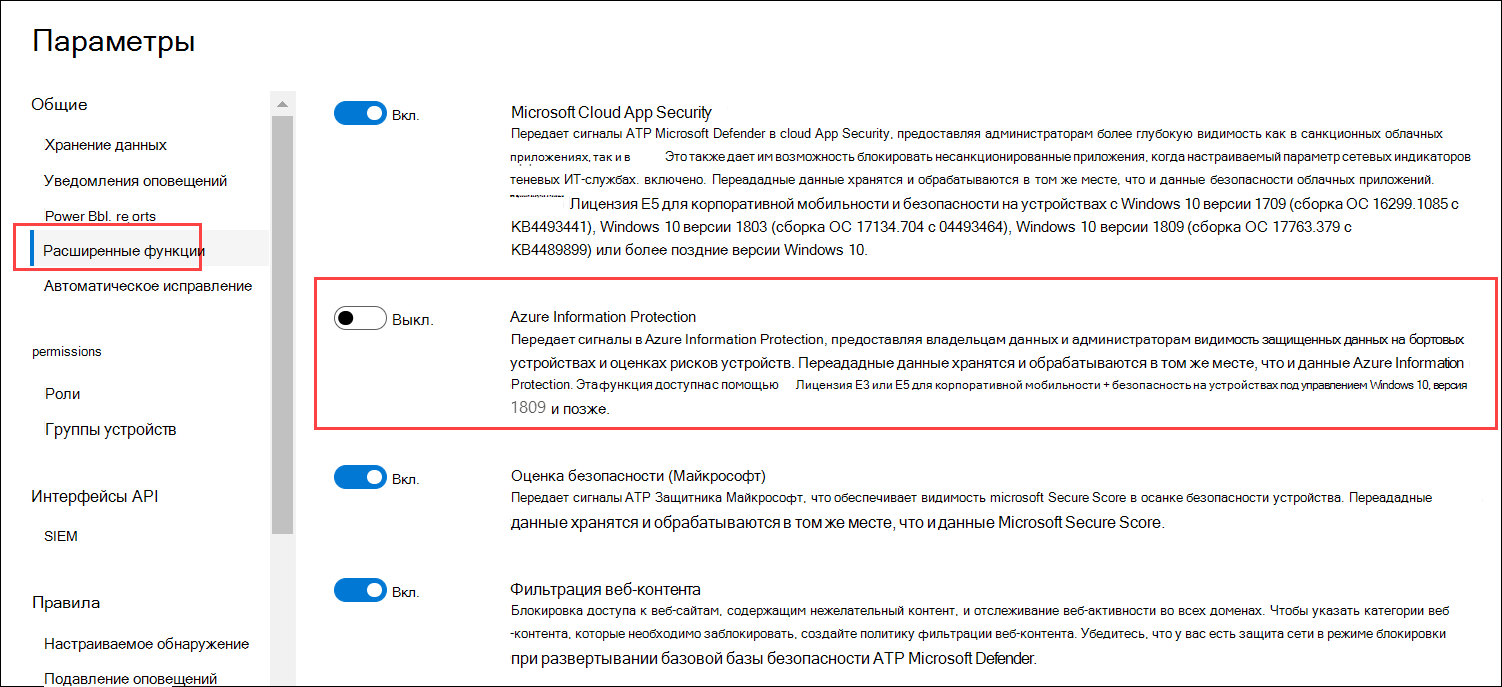 Параметры
Общие
Хранение данных
Уведомления оповещений
Power Bbl. re orts
Расширенные функции
Автоматическое исправление
permissions
Роли
Группы устройств
Интерфейсы API
SIEM
Правила
Настраиваемое обнаружение
Подавление оповещений
Вкл.
Microsoft Cloud App Security
Передает сигналы ATP Microsoft Defender в cloud App Security, предоставляя администраторам более глубокую видимость как в санкционных облачных
приложениях, так и в Это также дает им возможность блокировать несанкционированные приложения, когда настраиваемый параметр сетевых индикаторов
теневых ИТ-службах. включено. Переададные данные хранятся и обрабатываются в том же месте, что и данные безопасности облачных приложений.
Лицензия E5 для корпоративной мобильности и безопасности на устройствах с Windows 10 версии 1709 (сборка ОС 16299.1085 с
KB4493441), Windows 10 версии 1803 (сборка ОС 17134.704 с 04493464), Windows 10 версии 1809 (сборка ОС 17763.379 с
KB4489899) или более поздние версии Windows 10.
Выкл.
Azure Information Protection
Передает сигналы в Azure Information Protection, предоставляя владельцам данных и администраторам видимость защищенных данных на бортовых
устройствах и оценках рисков устройств. Переададные данные хранятся и обрабатываются в том же месте, что и данные Azure Information
Protection. Эта функция доступна с помощью Лицензия E3 или E5 для корпоративной мобильности + безопасность на устройствах под управлением Windows 10, версия
1809 и позже.
Вкл.
Оценка безопасности (Майкрософт)
Передает сигналы ATP Защитника Майкрософт, что обеспечивает видимость microsoft Secure Score в осанке безопасности устройства. Переададные
данные хранятся и обрабатываются в том же месте, что и данные Microsoft Secure Score.
Вкл.
Фильтрация веб-контента
Блокировка доступа к веб-сайтам, содержащим нежелательный контент, и отслеживание веб-активности во всех доменах. Чтобы указать категории веб
-контента, которые необходимо заблокировать, создайте политику фильтрации веб-контента. Убедитесь, что у вас есть защита сети в режиме блокировки
при развертывании базовой базы безопасности ATP Microsoft Defender.